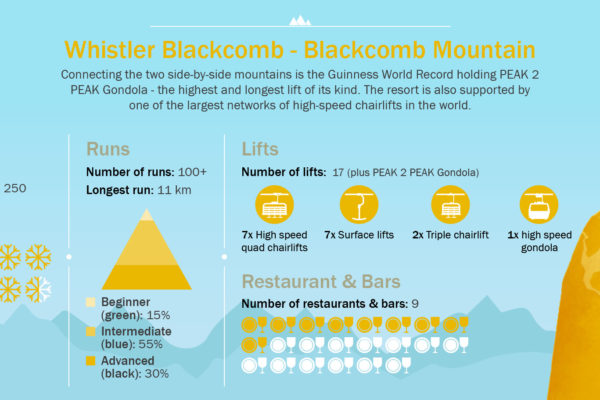 Whistler Blackcomb - Blackcomb Mountain
Connecting the two side-by-side mountains is the Guinness World Record holding PEAK 2
PEAK Gondola - the highest and longest lift of its kind. The resort is also supported by
one of the largest networks of high-speed chairlifts in the world.
250
Runs
Number of runs: 100+
Longest run: 11 km
Beginner
(green): 15%
Intermediate
(blue): 55%
Advanced
(black): 30%
Lifts
Number of lifts: 17 (plus PEAK 2 PEAK Gondola)
7x High speed
quad chairlifts
7x Surface lifts
2x Triple chairlift
1x high speed
gondola
Restaurant & Bars
Number of restaurants & bars: 9